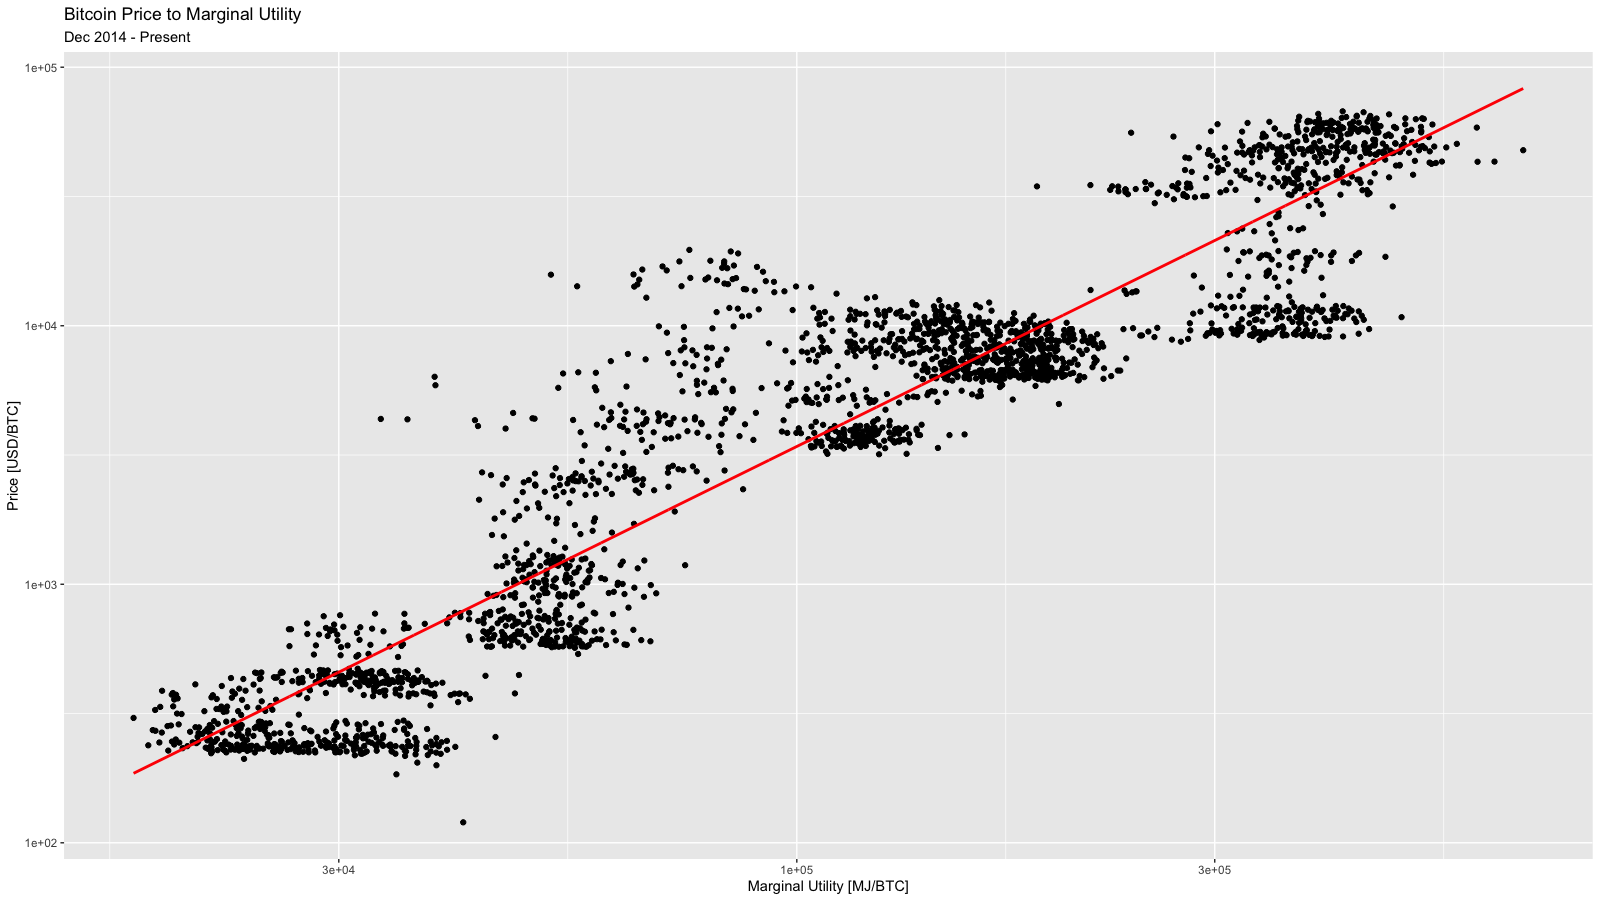 Bitcoin Price to Marginal Utility
Dec 2014 - Present
1e+05
1e+04
1e+03
1e+02
Price [USD/BTC]
3e+04
1e+05
3e+05
Marginal Utility [MJ/BTC]